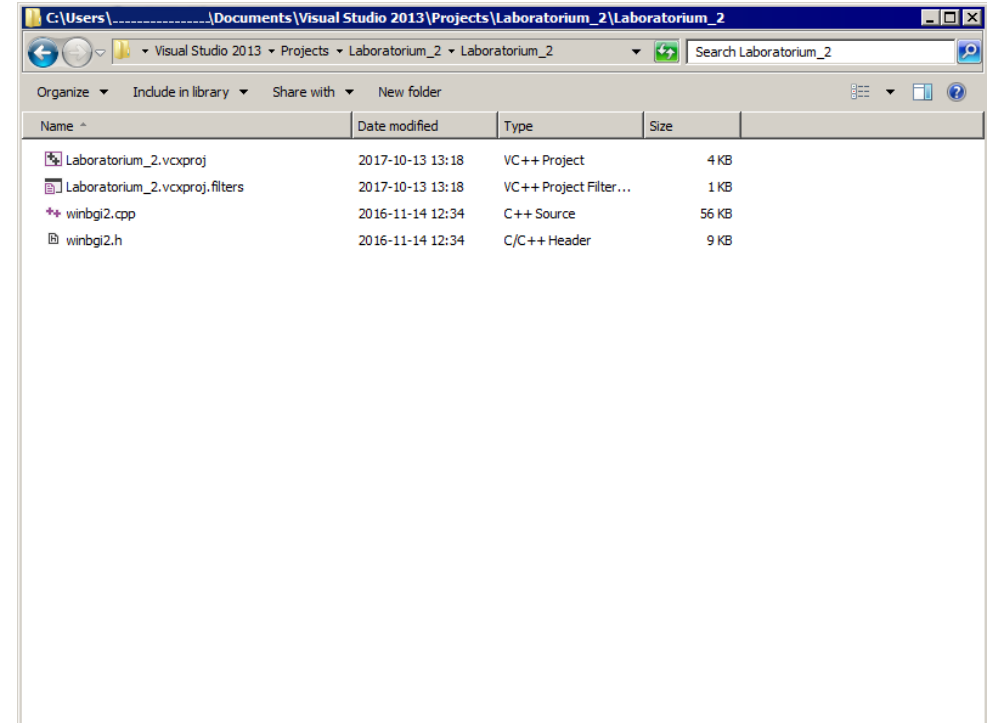 C:\Users\_______________\Documents\Visual Studio 2013\Projects\Laboratorium_2\Laboratorium_2
Visual Studio 2013 Projects Laboratorium_2 Laboratorium_2 Search Laboratorium_2
Organize Include in library Share with New folder
Name Date modified Type Size
Laboratorium_2.vcxproj 2017-10-13 13:18 VC++ Project 4 KB
Laboratorium_2.vcxproj.filters 2017-10-13 13:18 VC++ Project Filter... 1 KB
winbgi2.cpp 2016-11-14 12:34 C++ Source 56 KB
winbgi2.h 2016-11-14 12:34 C/C++ Header 9 KB